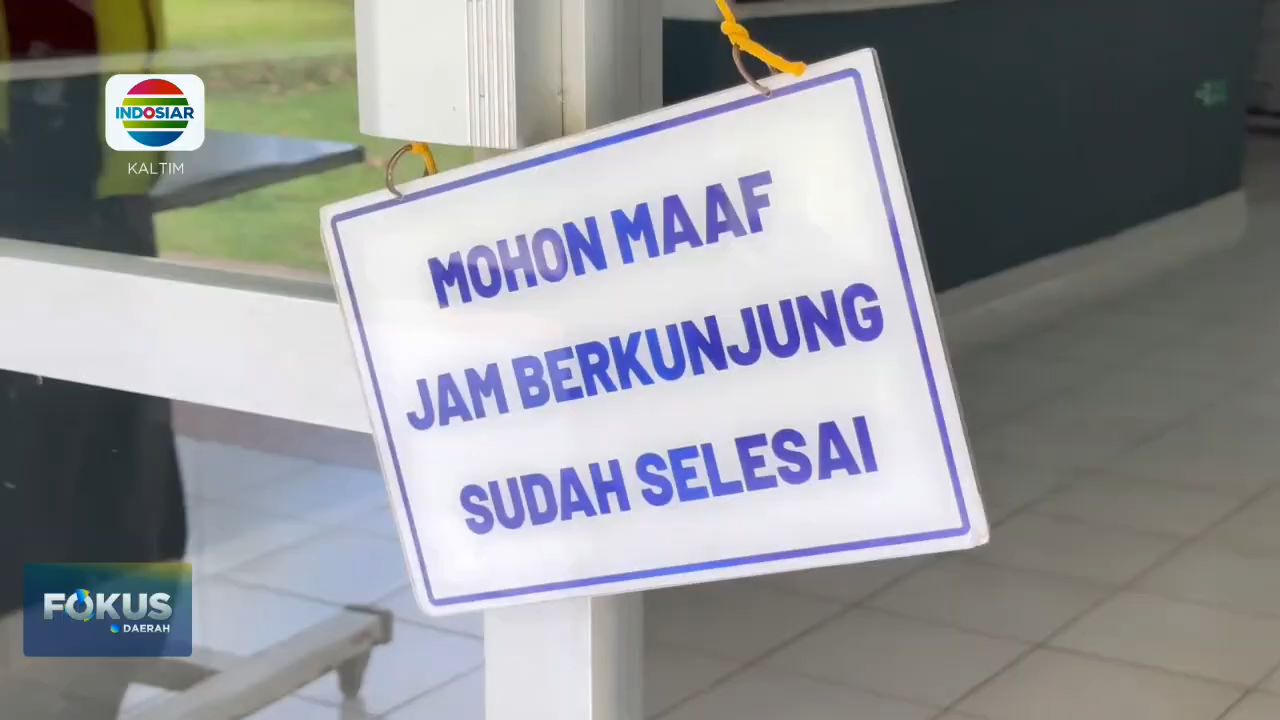 INDOSIAR
KALTIM
MOHON MAAF
JAM BERKUNJUNG
SUDAH SELESAI
FOKUS
DAERAH